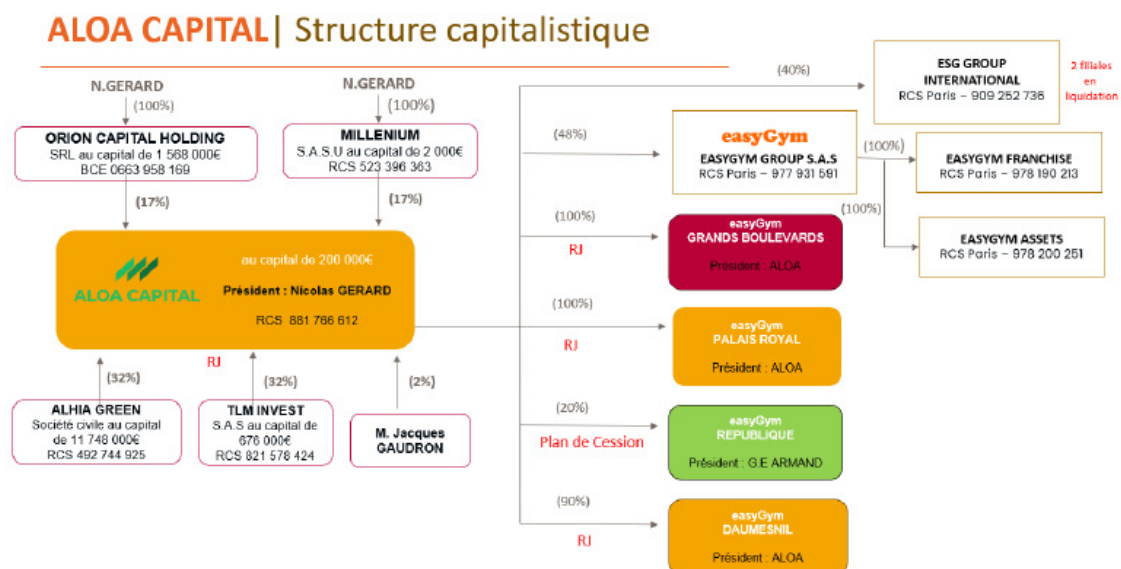 ALOA CAPITAL| Structure capitalistique
N.GERARD
(100%)
ORION CAPITAL HOLDING
SRL au capital de 1 568 000€
BCE 0663 958 169
(17%)
N.GERARD
(100%)
MILLENIUM
S.A.S.U au capital de 2 000€
RCS 523 396 363
(17%)
ALOA CAPITAL
au capital de 200 000€
Président : Nicolas GERARD
RCS 881 766 612
RJ
(32%)
ALHIA GREEN
Société civile au capital
de 11 748 000€
RCS 492 744 925
(32%)
TLM INVEST
S.A.S au capital de
676 000€
RCS 821 578 424
(2%)
M. Jacques
GAUDRON
(40%)
ESG GROUP
INTERNATIONAL
RCS Paris – 909 252 736
2 filiales
en
liquidation
(48%)
easyGym
EASYGYM GROUP S.A.S
RCS Paris – 977 931 591
(100%)
EASYGYM FRANCHISE
RCS Paris – 978 190 213
(100%)
EASYGYM ASSETS
RCS Paris – 978 200 251
(100%)
RJ
easyGym
GRANDS BOULEVARDS
Président : ALOA
(100%)
RJ
easyGym
PALAIS ROYAL
Président : ALOA
(20%)
Plan de Cession
easyGym
REPUBLIQUE
Président : G.E ARMAND
(90%)
RJ
easyGym
DAUMESNIL
Président : ALOA